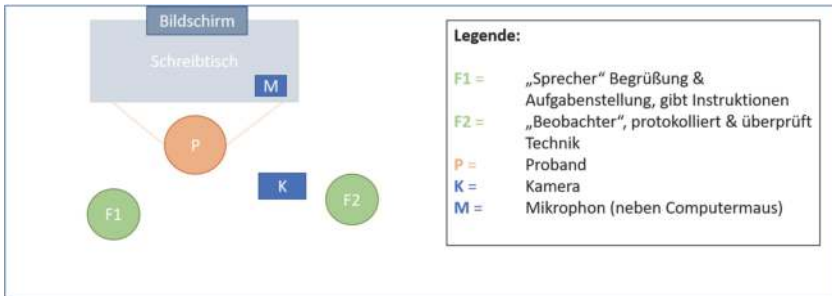 Bildschirm
Schreibtisch
M
P
K
F1
F2
Legende:
F1 = „Sprecher“ Begrüßung &
Aufgabenstellung, gibt Instruktionen
F2 = „Beobachter“, protokolliert & überprüft
Technik
P = Proband
K = Kamera
M = Mikrophon (neben Computermaus)